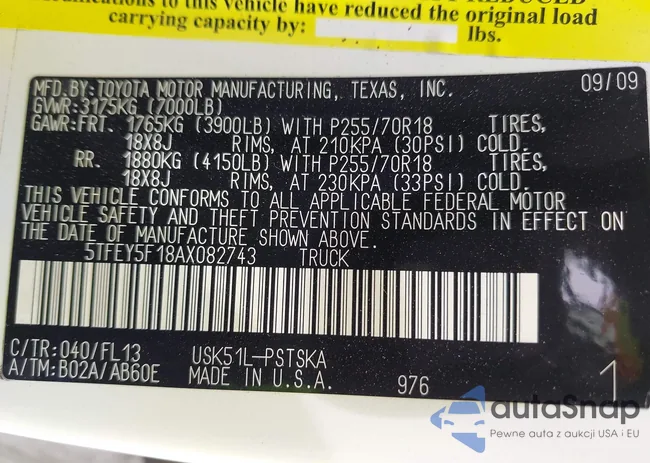 to this vehicle have reduced the original load
carrying capacity by: lbs.
MFD.BY:TOYOTA MOTOR MANUFACTURING, TEXAS, INC. 09/09
GVWR:3175KG (7000LB)
GAWR:FRT. 1765KG (3900LB) WITH P255/70R18 TIRES,
18X8J RIMS, AT 210KPA (30PSI) COLD.
RR. 1880KG (4150LB) WITH P255/70R18 TIRES,
18X8J RIMS, AT 230KPA (33PSI) COLD.
THIS VEHICLE CONFORMS TO ALL APPLICABLE FEDERAL MOTOR
VEHICLE SAFETY AND THEFT PREVENTION STANDARDS IN EFFECT ON
THE DATE OF MANUFACTURE SHOWN ABOVE.
5TFEY5F18AX082743 TRUCK
C/TR:040/FL13 USK51L-PSTSKA
A/TM:B02A/AB60E MADE IN U.S.A. 976 1
autaSnap
Pewne auta z aukcji USA i EU